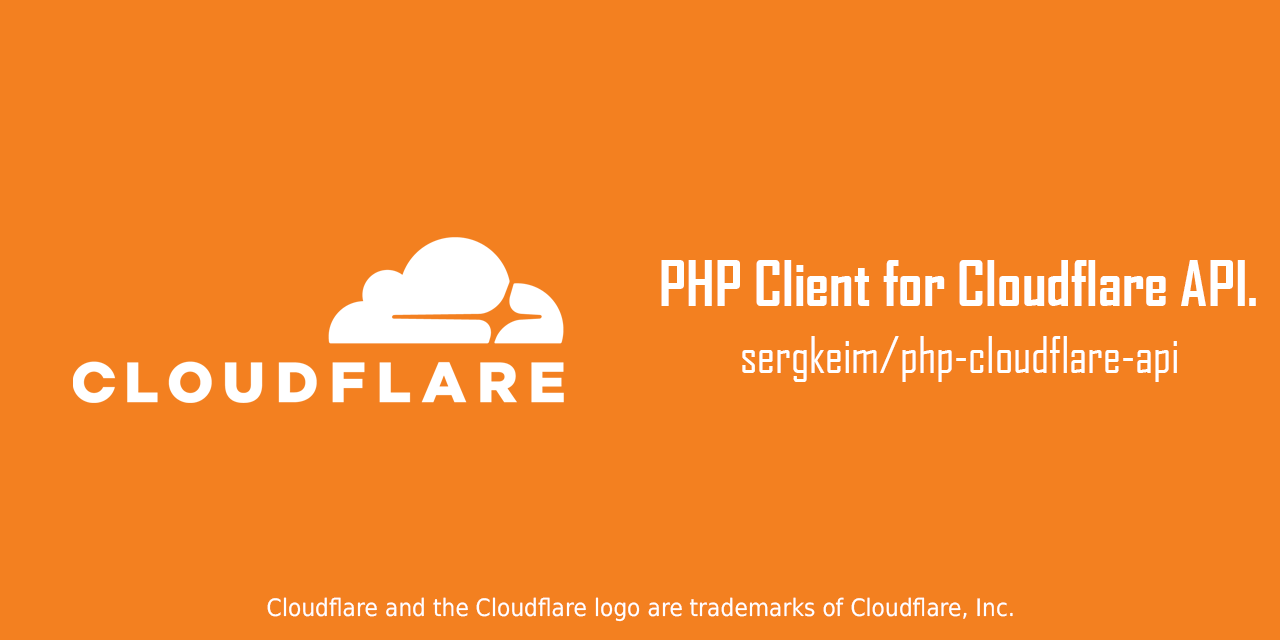 CLOUDFLARE
PHP Client for Cloudflare API.
sergkeim/php-cloudflare-api
Cloudflare and the Cloudflare logo are trademarks of Cloudflare, Inc.